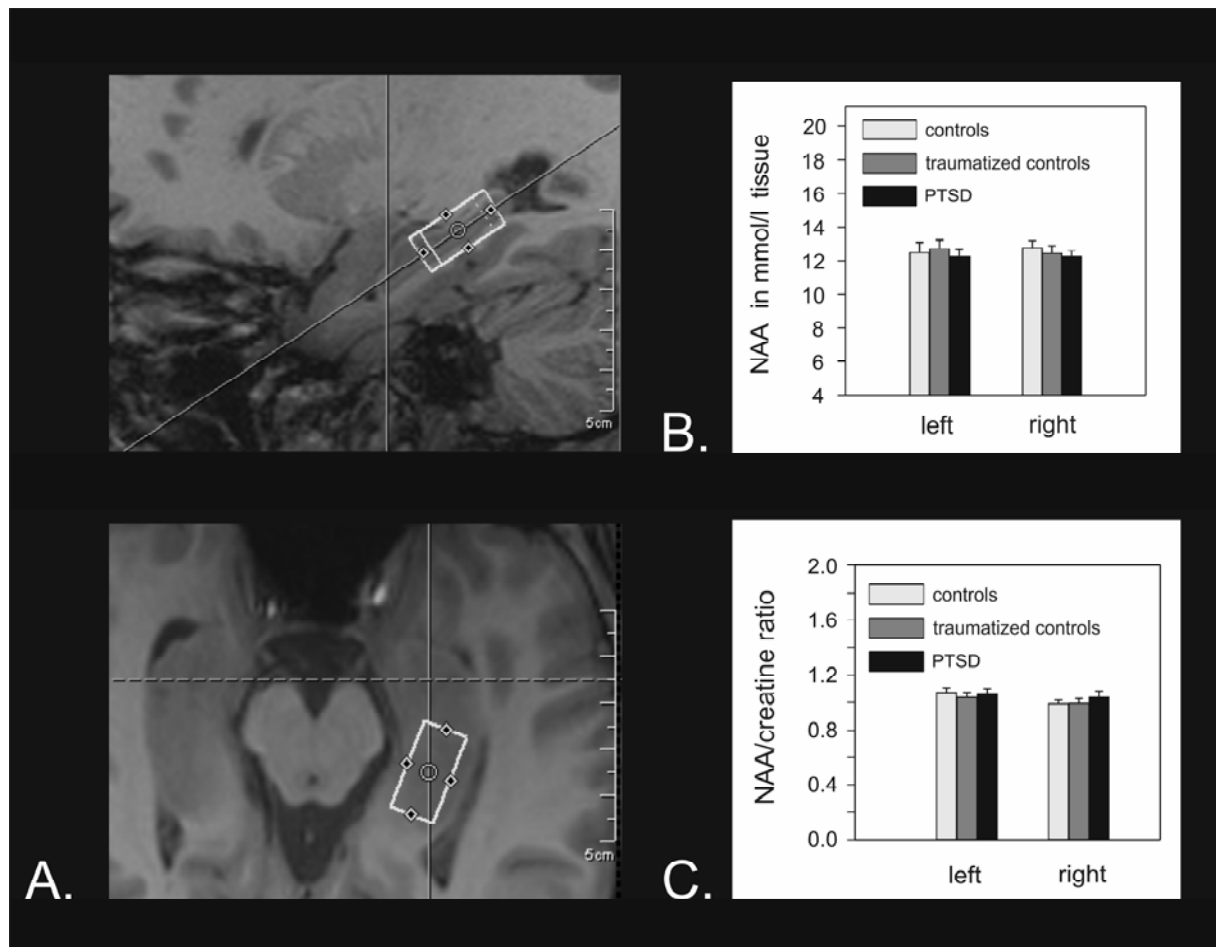 5cm
B.
NAA in mmol/l tissue
20
18
16
14
12
10
8
6
4
controls
traumatized controls
PTSD
left right
A.
5cm
C.
NAA/creatine ratio
2.0
1.6
1.2
0.8
0.4
0.0
controls
traumatized controls
PTSD
left right